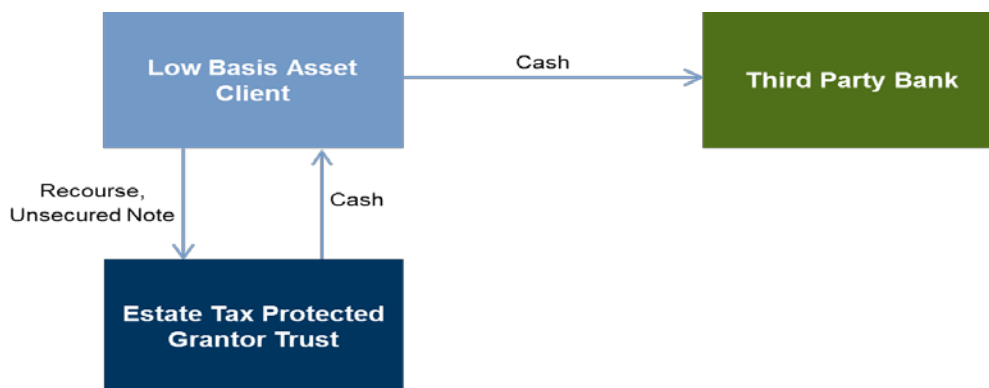 Low Basis Asset
Client
Cash
Third Party Bank
Recourse,
Unsecured Note
Cash
Estate Tax Protected
Grantor Trust